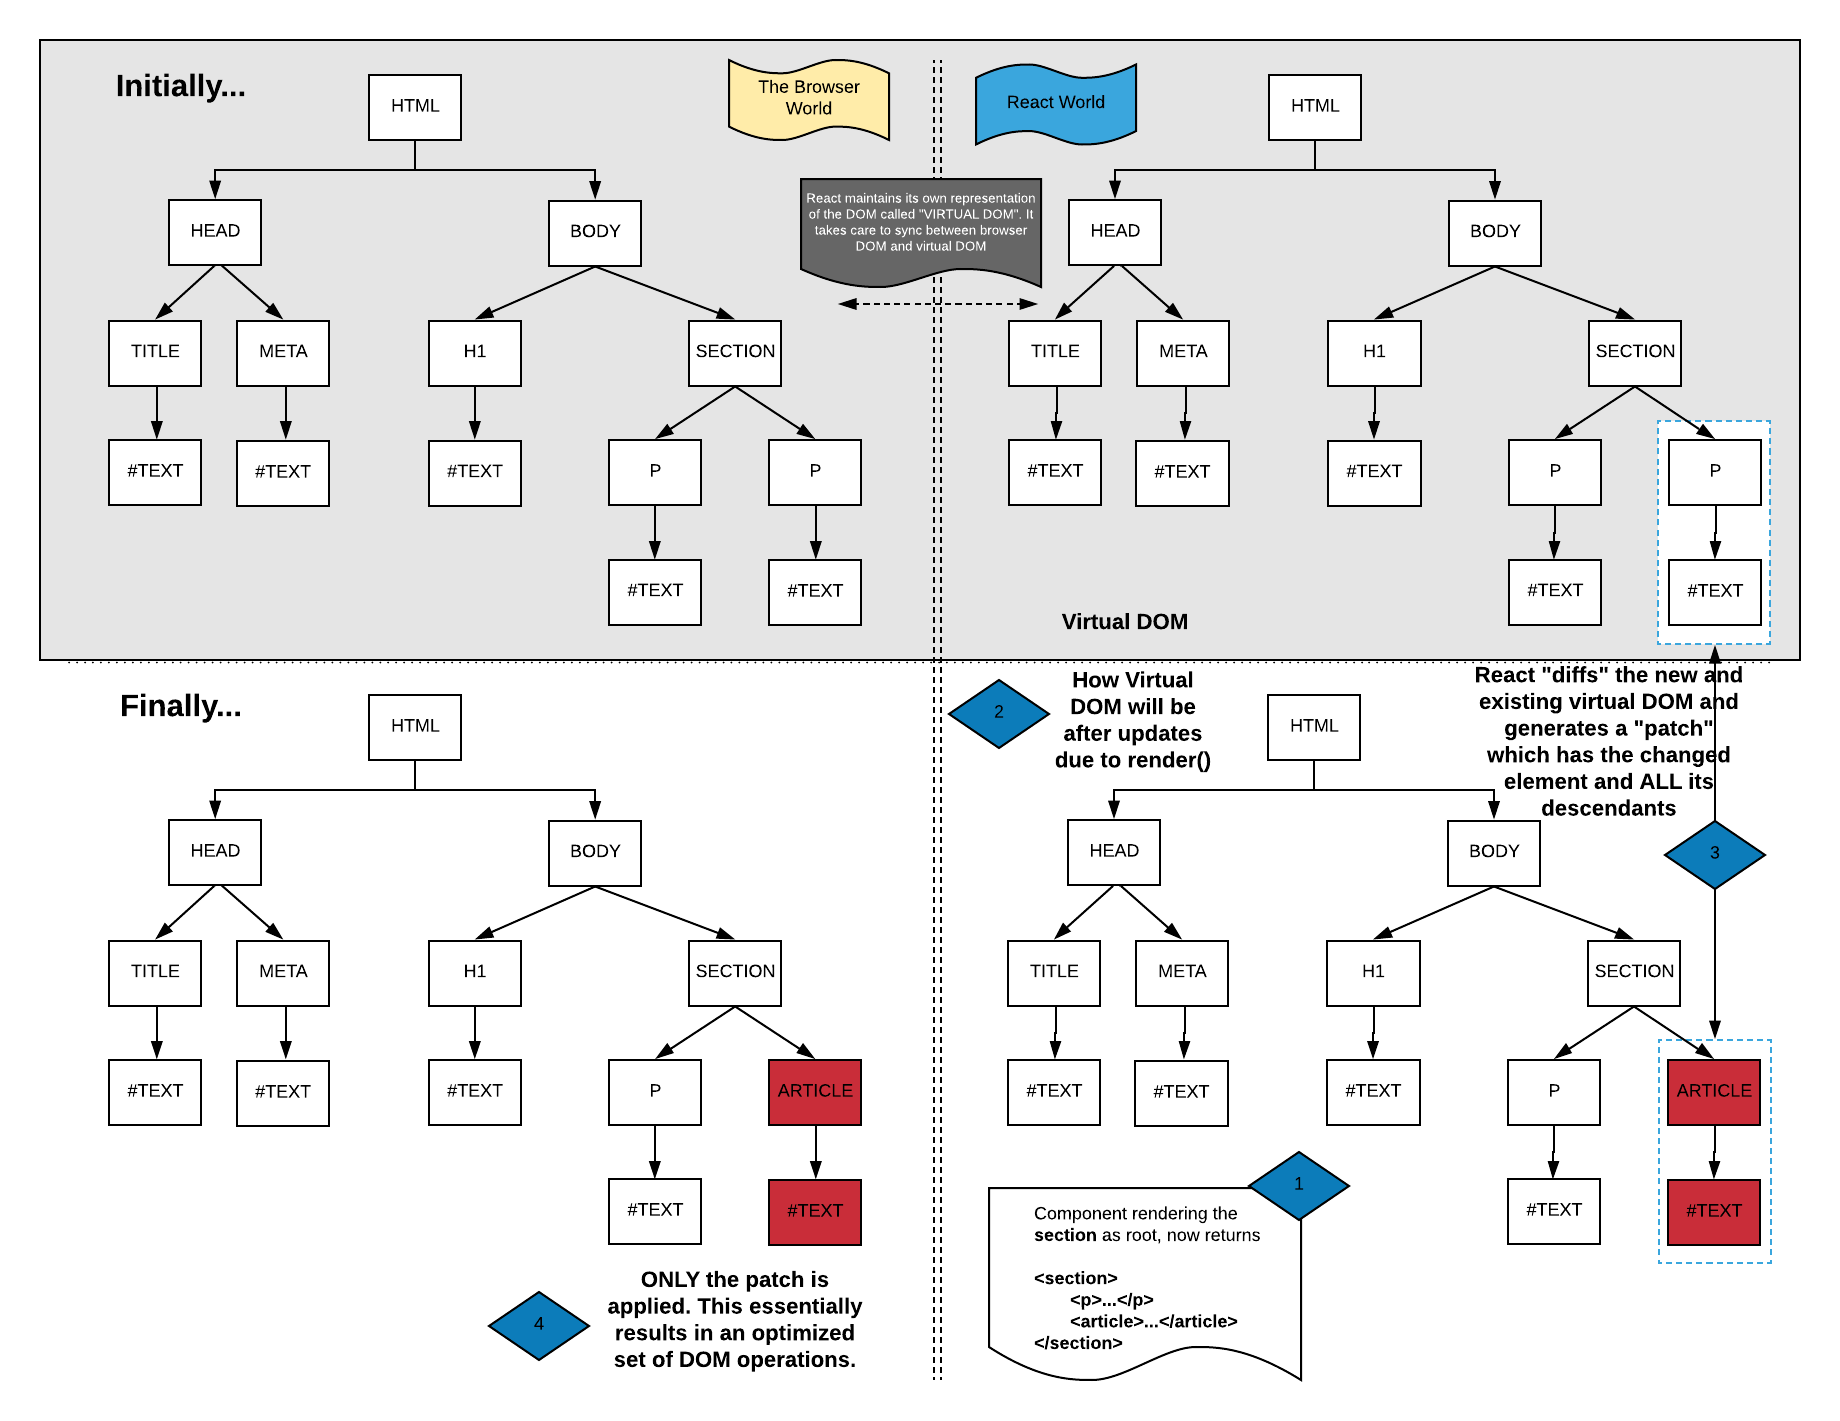 Initially...
The Browser
World
React World
HTML
HTML
React maintains its own representation
of the DOM called "VIRTUAL DOM". It
takes care to sync between browser
DOM and virtual DOM
HEAD
BODY
HEAD
BODY
TITLE
META
H1
SECTION
TITLE
META
H1
SECTION
#TEXT
#TEXT
#TEXT
P
P
#TEXT
#TEXT
#TEXT
P
P
#TEXT
#TEXT
#TEXT
#TEXT
Virtual DOM
Finally...
HTML
2
How Virtual
DOM will be
after updates
due to render()
HTML
React "diffs" the new and
existing virtual DOM and
generates a "patch"
which has the changed
element and ALL its
descendants
3
HEAD
BODY
HEAD
BODY
TITLE
META
H1
SECTION
TITLE
META
H1
SECTION
#TEXT
#TEXT
#TEXT
P
ARTICLE
#TEXT
#TEXT
#TEXT
P
ARTICLE
#TEXT
#TEXT
#TEXT
#TEXT
1
Component rendering the
section as root, now returns
<section>
<p>...</p>
<article>...</article>
</section>
4
ONLY the patch is
applied. This essentially
results in an optimized
set of DOM operations.